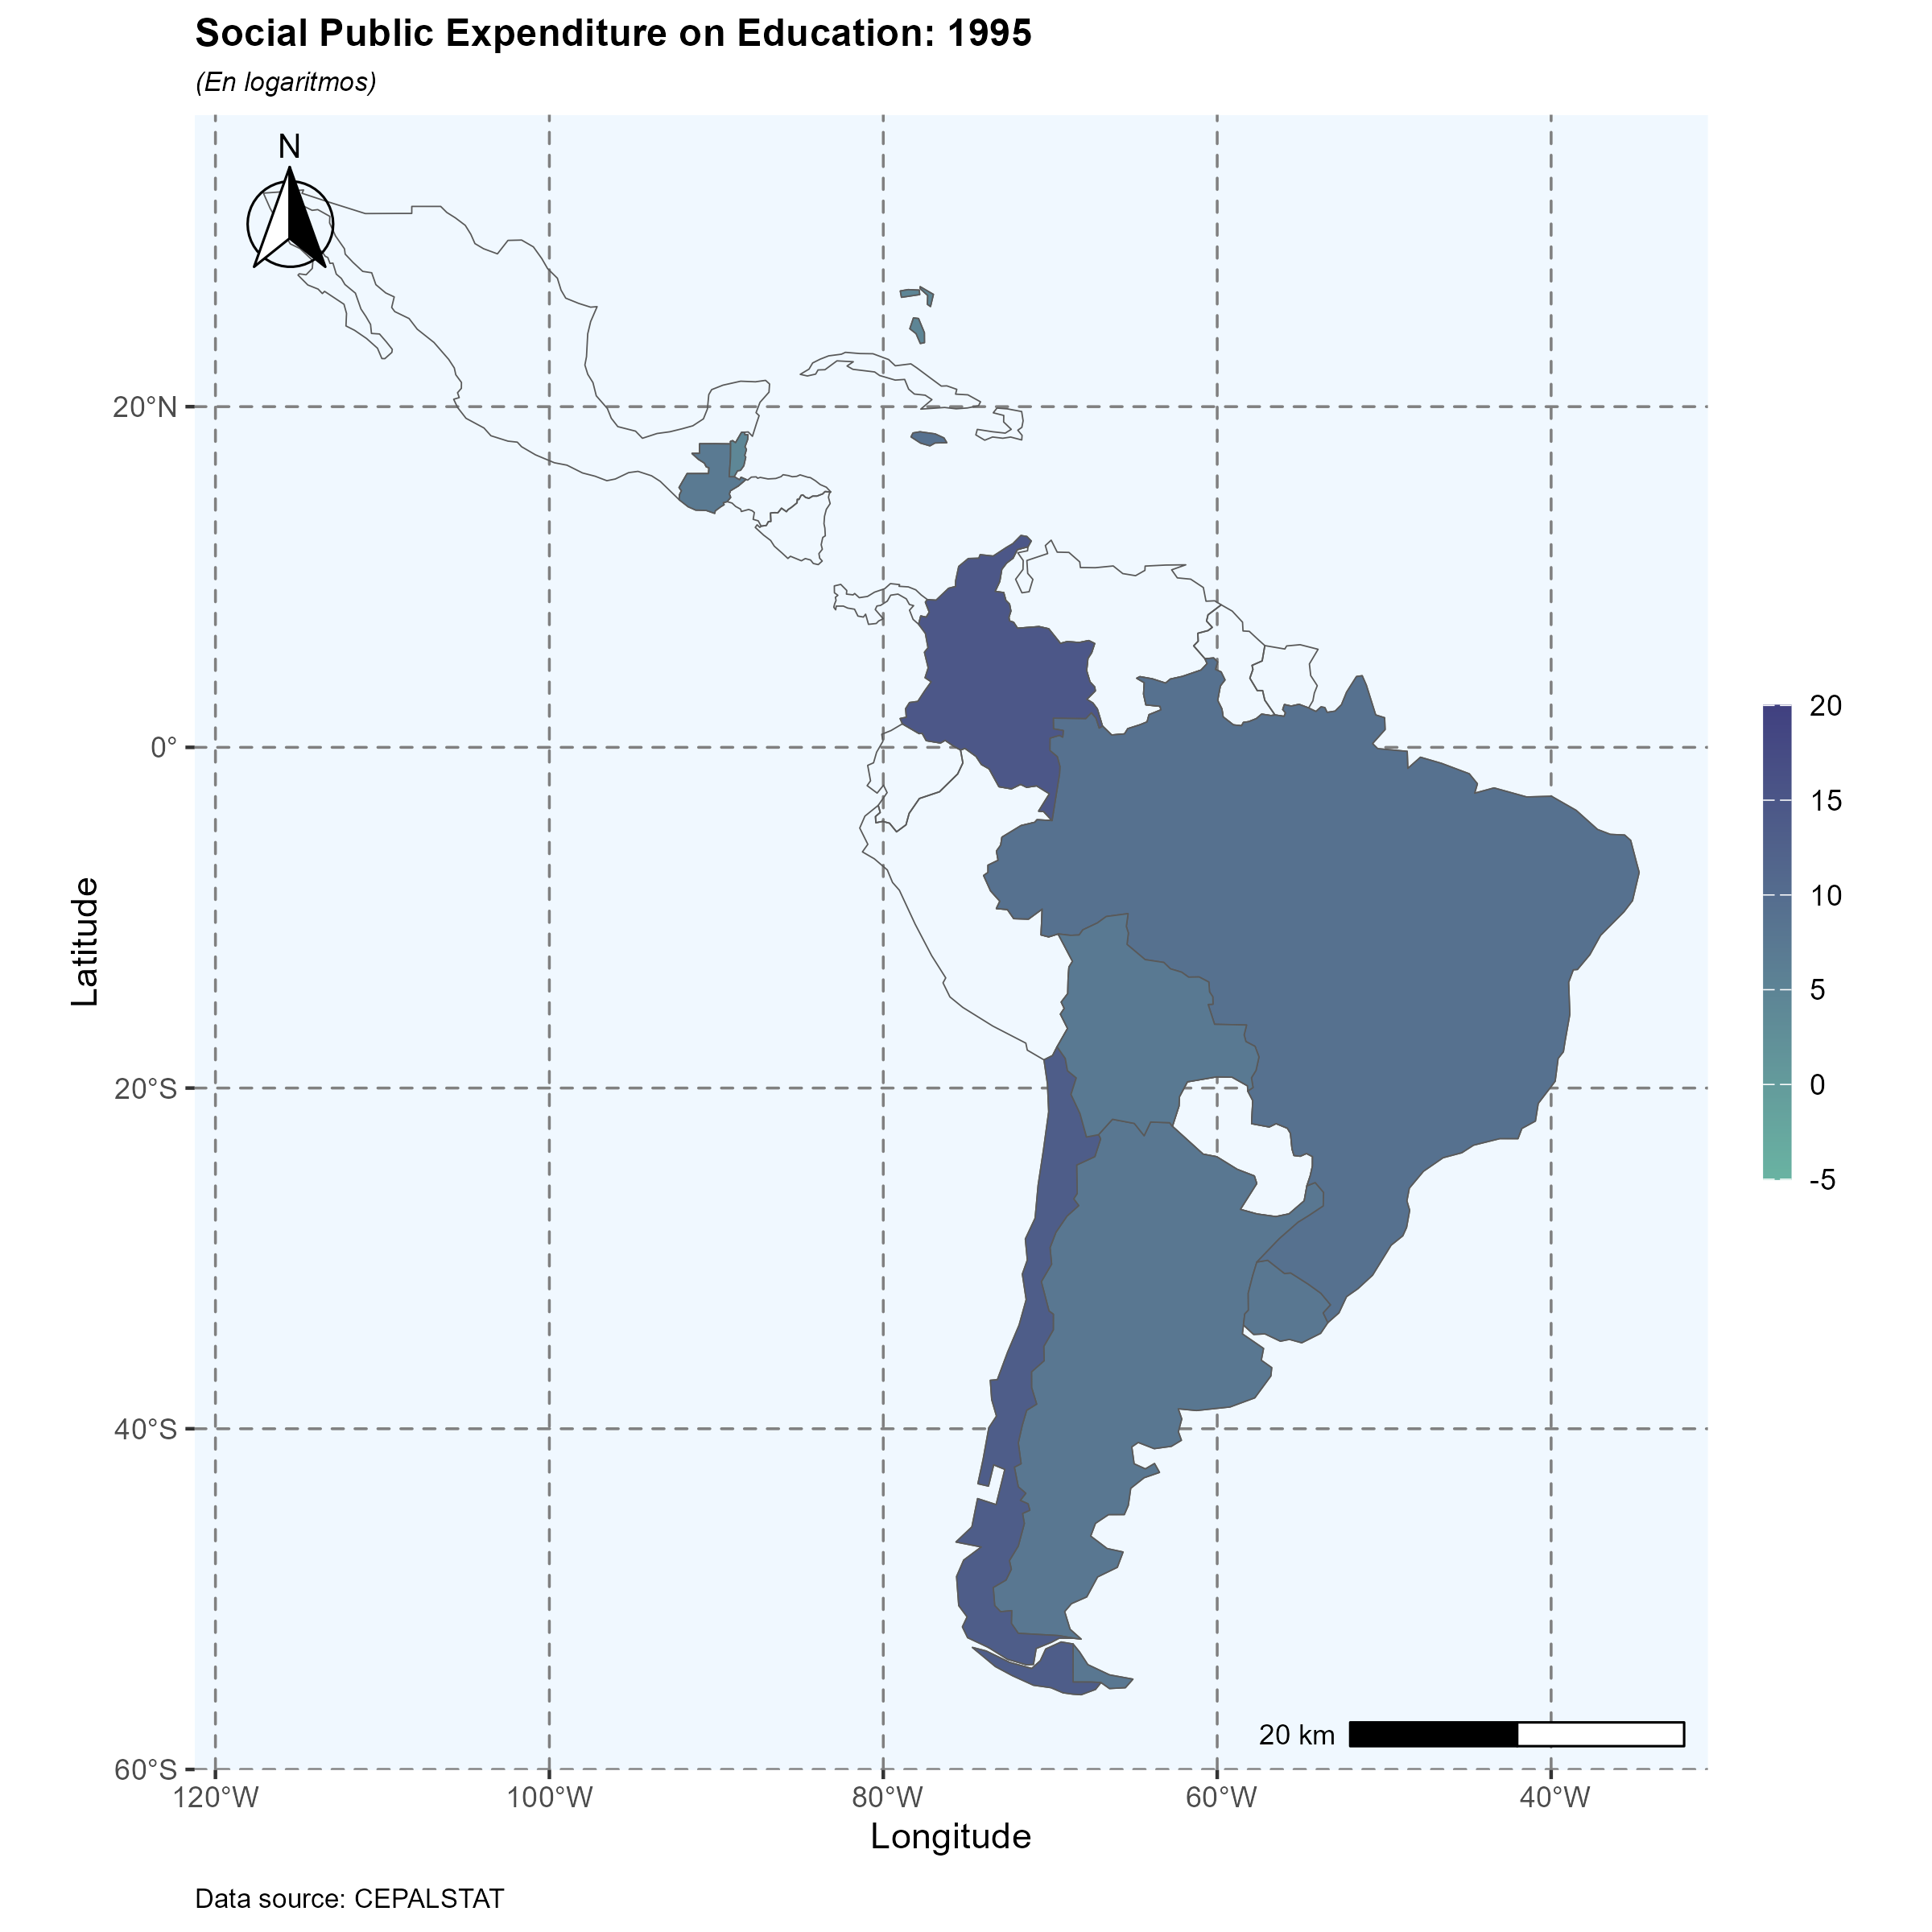 Social Public Expenditure on Education: 1995
(En logaritmos)
N
20°N
0°
20°S
40°S
60°S
120°W
100°W
80°W
60°W
40°W
Latitude
Longitude
20
15
10
5
0
-5
20 km
Data source: CEPALSTAT